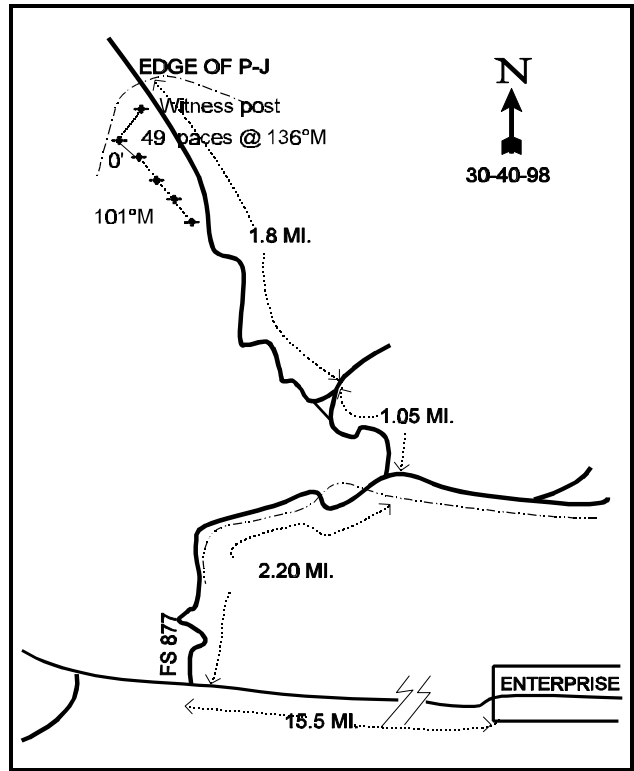 EDGE OF P-J
Witness post
49 paces @ 136°M
0'
101°M
N
30-40-98
1.8 MI.
1.05 MI.
2.20 MI.
FS 877
ENTERPRISE
15.5 MI.